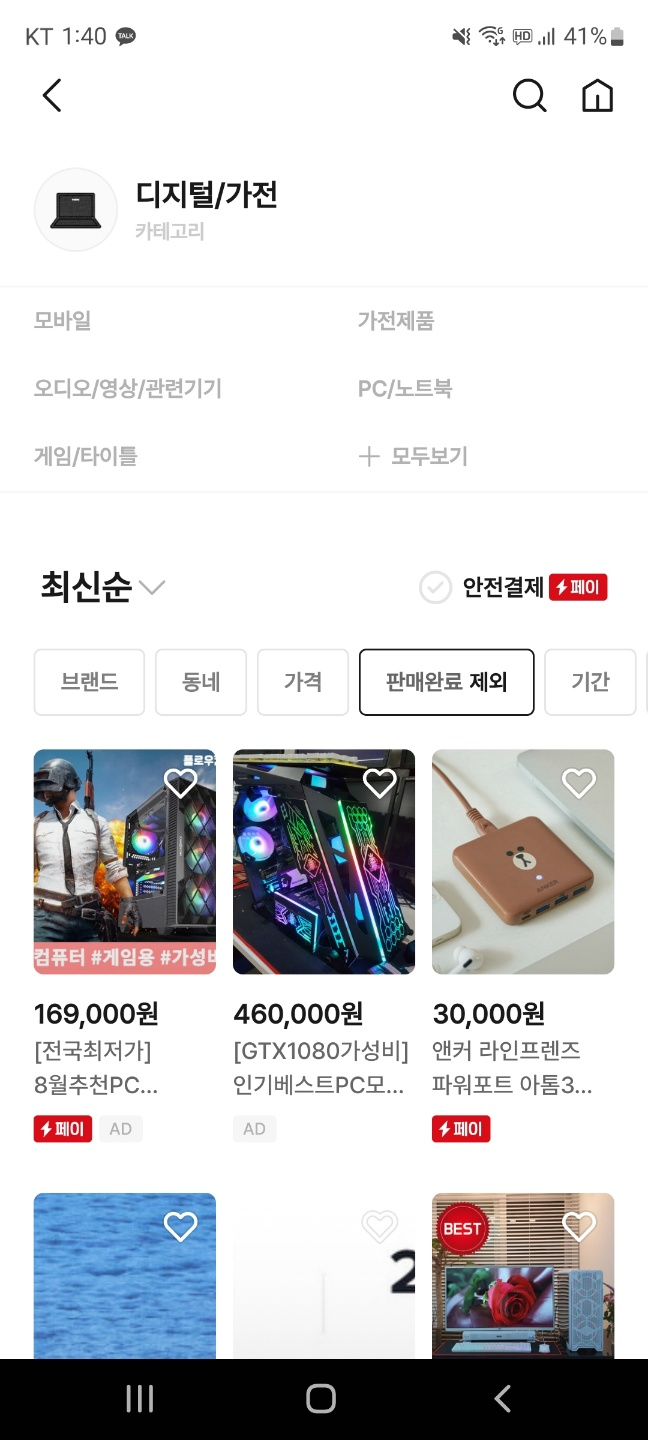 KT 1:40 TALK
HD 41%
디지털/가전
카테고리
모바일 가전제품
오디오/영상/관련기기 PC/노트북
게임/타이틀 + 모두보기
최신순 안전결제 페이
브랜드 동네 가격 판매완료 제외 기간
플로우
컴퓨터 #게임용 #가성비
ANKER
169,000원 460,000원 30,000원
[전국최저가] [GTX1080가성비] 앤커 라인프렌즈
8월추천PC... 인기베스트PC모... 파워포트 아톰3...
페이 AD AD 페이
2
BEST